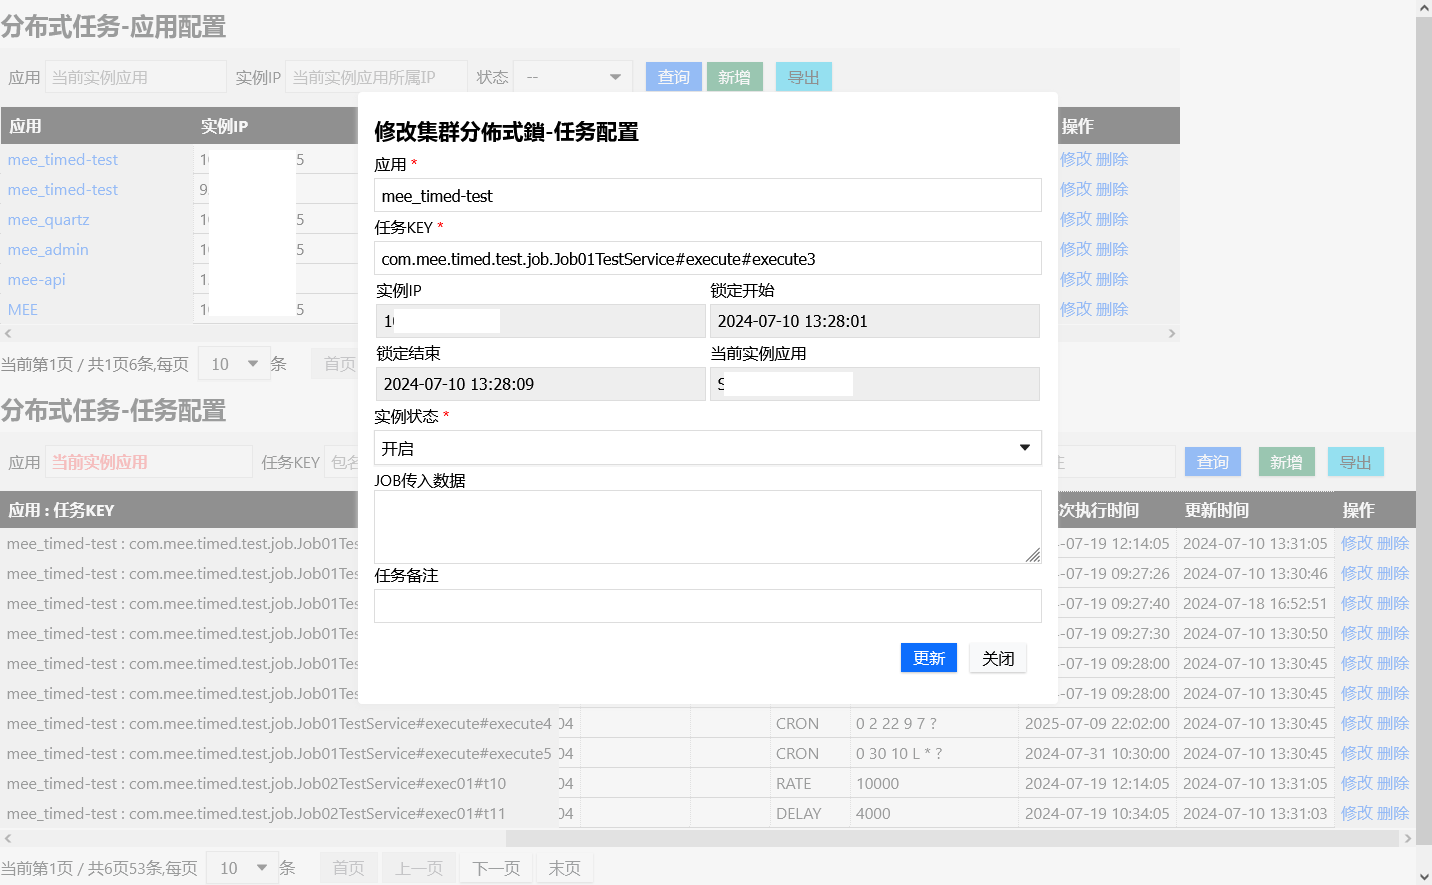 分布式任务-应用配置
应用 当前实例应用 实例IP 当前实例应用所属IP 状态 -- 查询 新增 导出
应用 实例IP 操作
mee_timed-test 5 修改 删除
mee_timed-test 9 修改 删除
mee_quartz 5 修改 删除
mee_admin 修改 删除
mee-api 修改 删除
MEE 5 修改 删除
当前第1页 / 共1页6条,每页 10 条 首页
修改集群分佈式鎖-任务配置
应用 *
mee_timed-test
任务KEY *
com.mee.timed.test.job.Job01TestService#execute#execute3
实例IP 锁定开始
2024-07-10 13:28:01
锁定结束 当前实例应用
2024-07-10 13:28:09
实例状态 *
开启
JOB传入数据
任务备注
更新 关闭
分布式任务-任务配置
应用 当前实例应用 任务KEY 包名 注 查询 新增 导出
应用 : 任务KEY 次执行时间 更新时间 操作
mee_timed-test : com.mee.timed.test.job.Job01Tes -07-19 12:14:05 2024-07-10 13:31:05 修改 删除
mee_timed-test : com.mee.timed.test.job.Job01Tes -07-19 09:27:26 2024-07-10 13:30:46 修改 删除
mee_timed-test : com.mee.timed.test.job.Job01Tes -07-19 09:27:40 2024-07-18 16:52:51 修改 删除
mee_timed-test : com.mee.timed.test.job.Job01Tes -07-19 09:27:30 2024-07-10 13:30:50 修改 删除
mee_timed-test : com.mee.timed.test.job.Job01Tes -07-19 09:28:00 2024-07-10 13:30:45 修改 删除
mee_timed-test : com.mee.timed.test.job.Job01Tes -07-19 09:28:00 2024-07-10 13:30:45 修改 删除
mee_timed-test : com.mee.timed.test.job.Job01TestService#execute#execute4 04 CRON 0 2 22 9 7 ? 2025-07-09 22:02:00 2024-07-10 13:30:45 修改 删除
mee_timed-test : com.mee.timed.test.job.Job01TestService#execute#execute5 04 CRON 0 30 10 L * ? 2024-07-31 10:30:00 2024-07-10 13:30:45 修改 删除
mee_timed-test : com.mee.timed.test.job.Job02TestService#exec01#t10 04 RATE 10000 2024-07-19 12:14:05 2024-07-10 13:31:05 修改 删除
mee_timed-test : com.mee.timed.test.job.Job02TestService#exec01#t11 04 DELAY 4000 2024-07-19 10:34:05 2024-07-10 13:31:03 修改 删除
当前第1页 / 共6页53条,每页 10 条 首页 上一页 下一页 末页